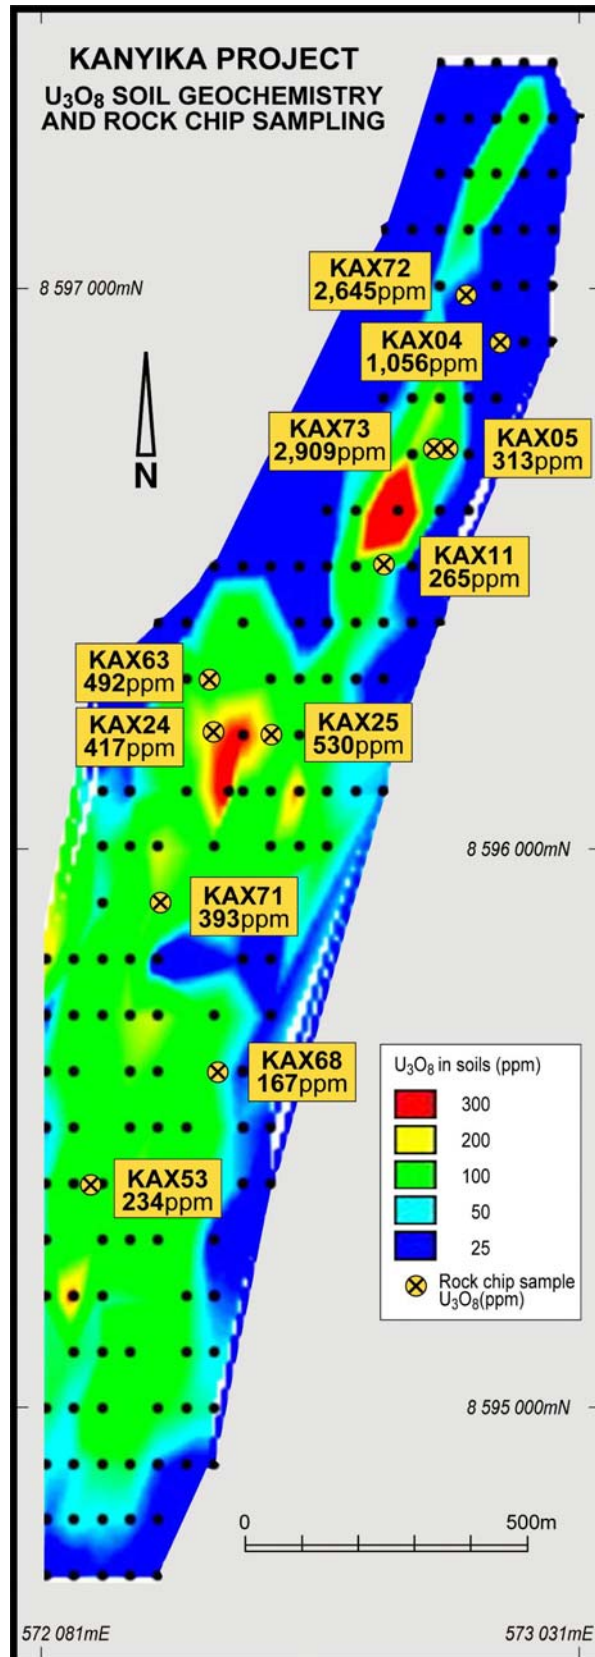 KANYIKA PROJECT
U₃O₈ SOIL GEOCHEMISTRY
AND ROCK CHIP SAMPLING
8 597 000mN
KAX72
2,645ppm
KAX04
1,056ppm
N
KAX73
2,909ppm
KAX05
313ppm
KAX11
265ppm
KAX63
492ppm
KAX24
417ppm
KAX25
530ppm
8 596 000mN
KAX71
393ppm
KAX68
167ppm
KAX53
234ppm
U₃O₈ in soils (ppm)
300
200
100
50
25
Rock chip sample
U₃O₈(ppm)
8 595 000mN
0 500m
572 081mE 573 031mE